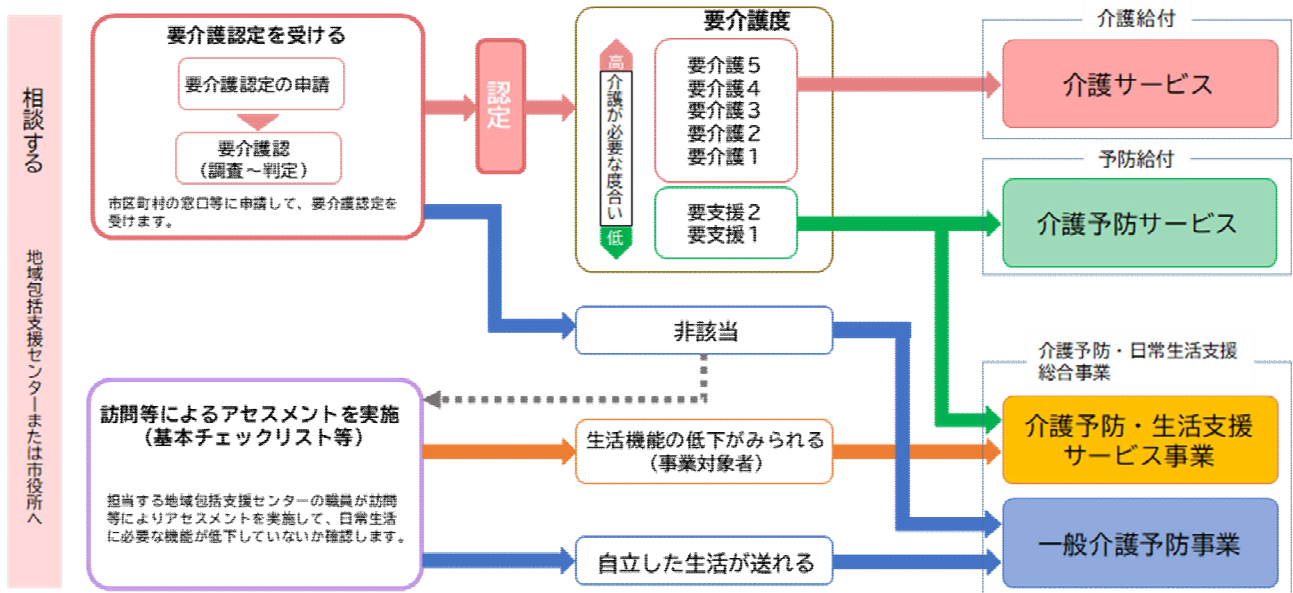 相談する
地域包括支援センターまたは市役所へ
要介護認定を受ける
要介護認定の申請
要介護認
(調査～判定)
市区町村の窓口等に申請して、要介護認定を
受けます。
認定
要介護度
高
介護が必要な度合い
低
要介護5
要介護4
要介護3
要介護2
要介護1
要支援2
要支援1
介護給付
介護サービス
予防給付
介護予防サービス
非該当
訪問等によるアセスメントを実施
(基本チェックリスト等)
担当する地域包括支援センターの職員が訪問
等によりアセスメントを実施して、日常生活
に必要な機能が低下していないか確認します。
生活機能の低下がみられる
(事業対象者)
自立した生活が送れる
介護予防・日常生活支援
総合事業
介護予防・生活支援
サービス事業
一般介護予防事業